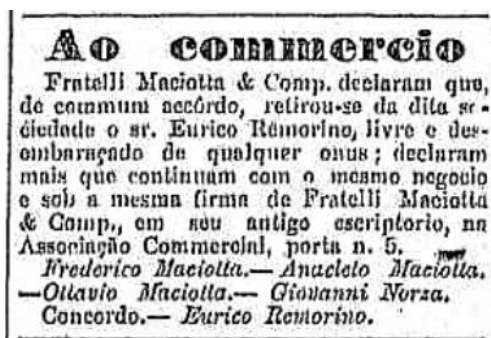 Ao commercio
Fratelli Maciotta & Comp. declaram que,
de commum accôrdo, retirou-se da dita so-
ciedade o sr. Eurico Remorino, livre e des-
embaraçado de qualquer onus; declaram
mais que continuam com o mesmo negocio
e sob a mesma firma de Fratelli Maciotta
& Comp., em seu antigo escriptorio, na
Associação Commercial, porta n. 5.
Frederico Maciotta.— Anacleto Maciotta.
—Ottavio Maciotta.— Giovanni Norza.
Concordo.— Eurico Remorino.